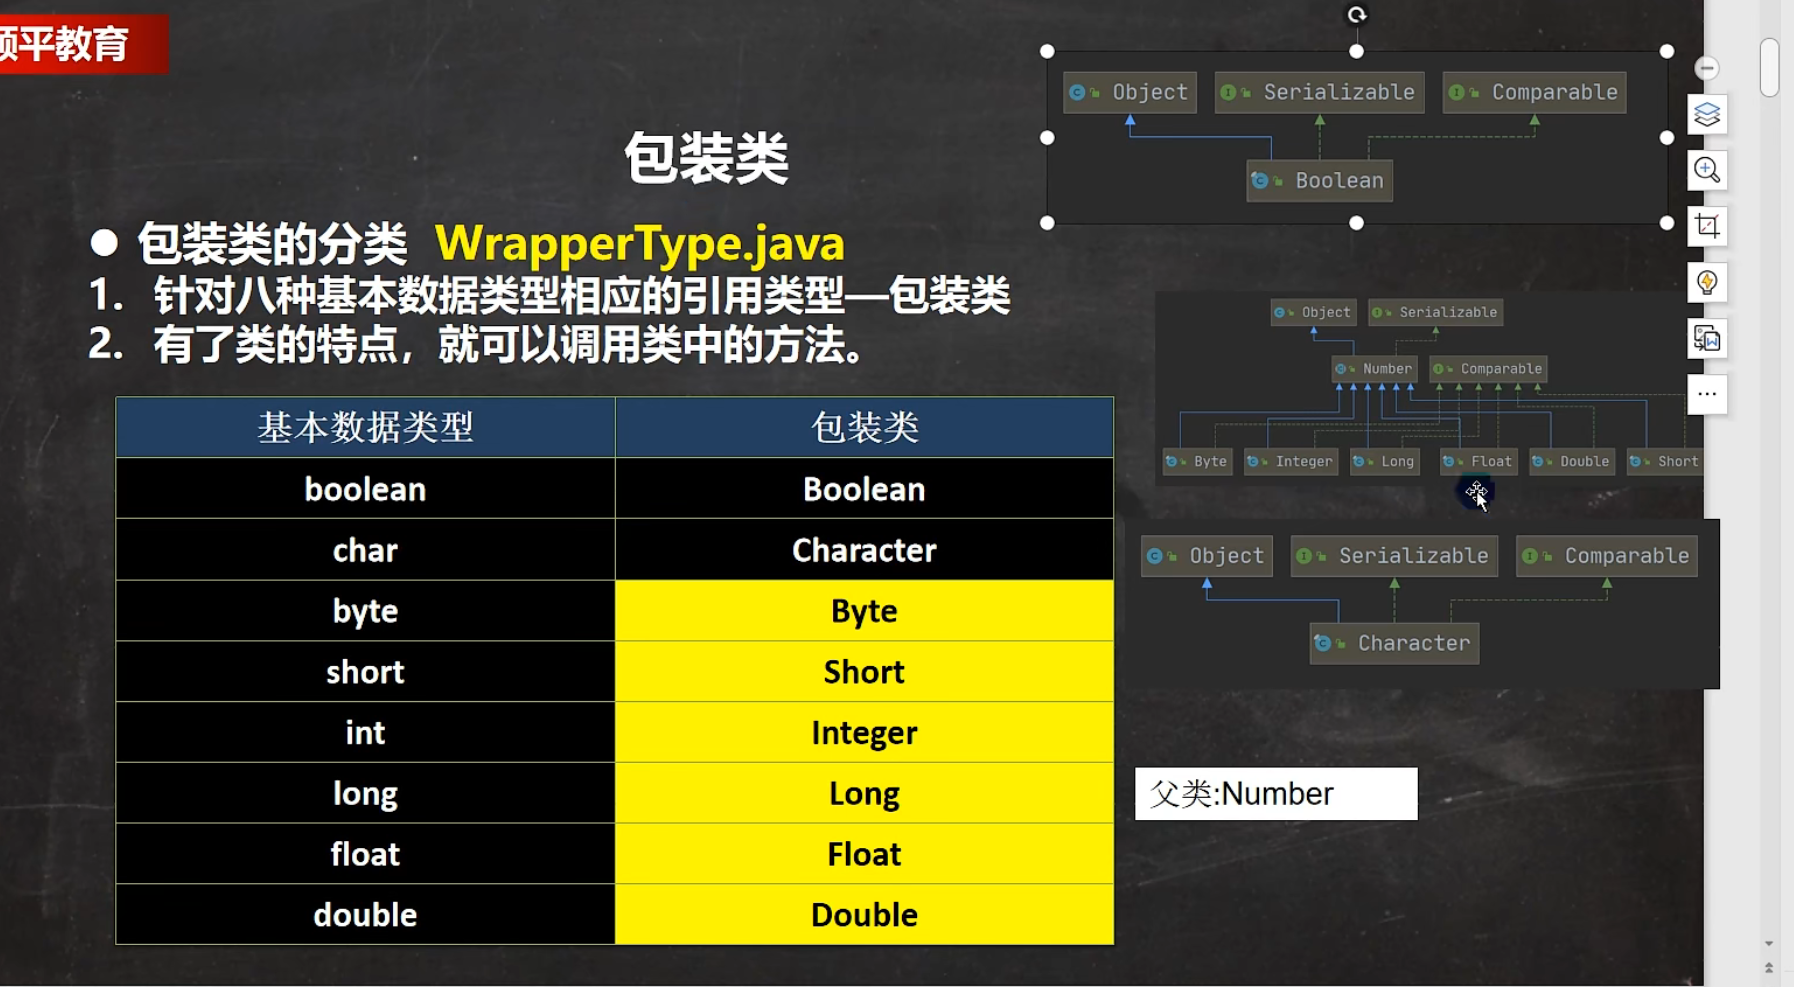 顺平教育
包装类
包装类的分类 WrapperType.java
1. 针对八种基本数据类型相应的引用类型—包装类
2. 有了类的特点，就可以调用类中的方法。
基本数据类型 包装类
boolean Boolean
char Character
byte Byte
short Short
int Integer
long Long
float Float
double Double
Object Serializable Comparable
Boolean
Object Serializable
Number Comparable
Byte Integer Long Float Double Short
Object Serializable Comparable
Character
父类:Number